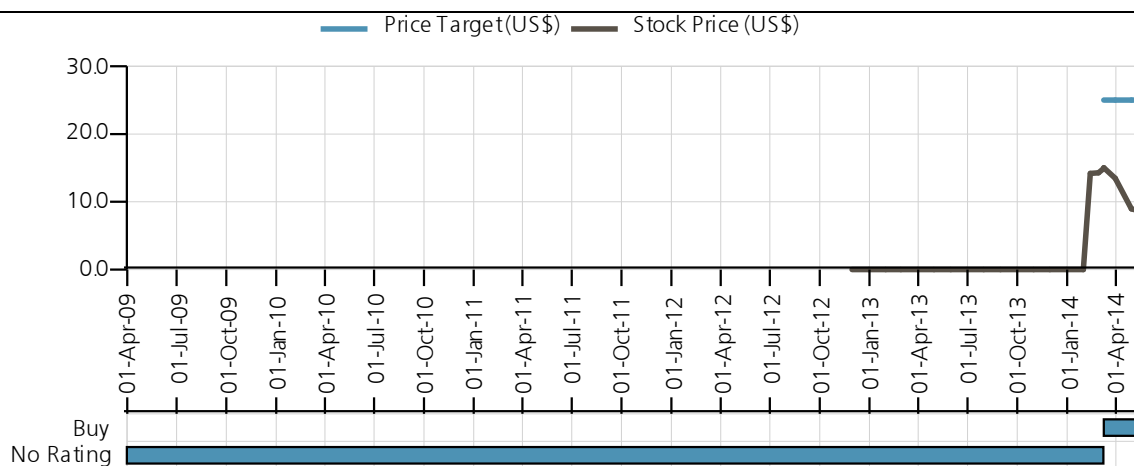 Price Target (US$) Stock Price (US$)
30.0
20.0
10.0
0.0
01-Apr-09 01-Jul-09 01-Oct-09 01-Jan-10 01-Apr-10 01-Jul-10 01-Oct-10 01-Jan-11 01-Apr-11 01-Jul-11 01-Oct-11 01-Jan-12 01-Apr-12 01-Jul-12 01-Oct-12 01-Jan-13 01-Apr-13 01-Jul-13 01-Oct-13 01-Jan-14 01-Apr-14
Buy
No Rating